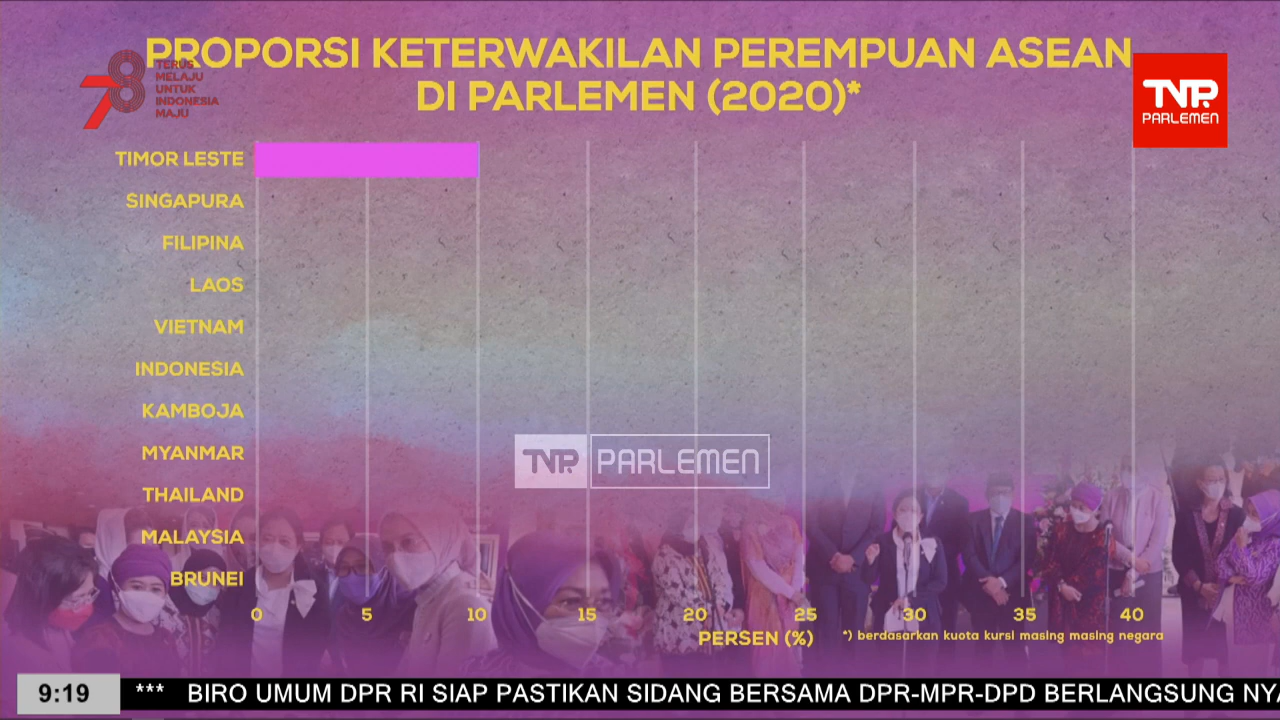 PROPORSI KETERWAKILAN PEREMPUAN ASEAN
DI PARLEMEN (2020)*
78
TERUS
MELAJU
UNTUK
INDONESIA
MAJU
TVP.
PARLEMEN
TIMOR LESTE
SINGAPURA
FILIPINA
LAOS
VIETNAM
INDONESIA
KAMBOJA
MYANMAR
THAILAND
MALAYSIA
BRUNEI
TVP. PARLEMEN
0 5 10 15 20 25 30 35 40
PERSEN (%)
*) berdasarkan kuota kursi masing masing negara
9:19 *** BIRO UMUM DPR RI SIAP PASTIKAN SIDANG BERSAMA DPR-MPR-DPD BERLANGSUNG NYA